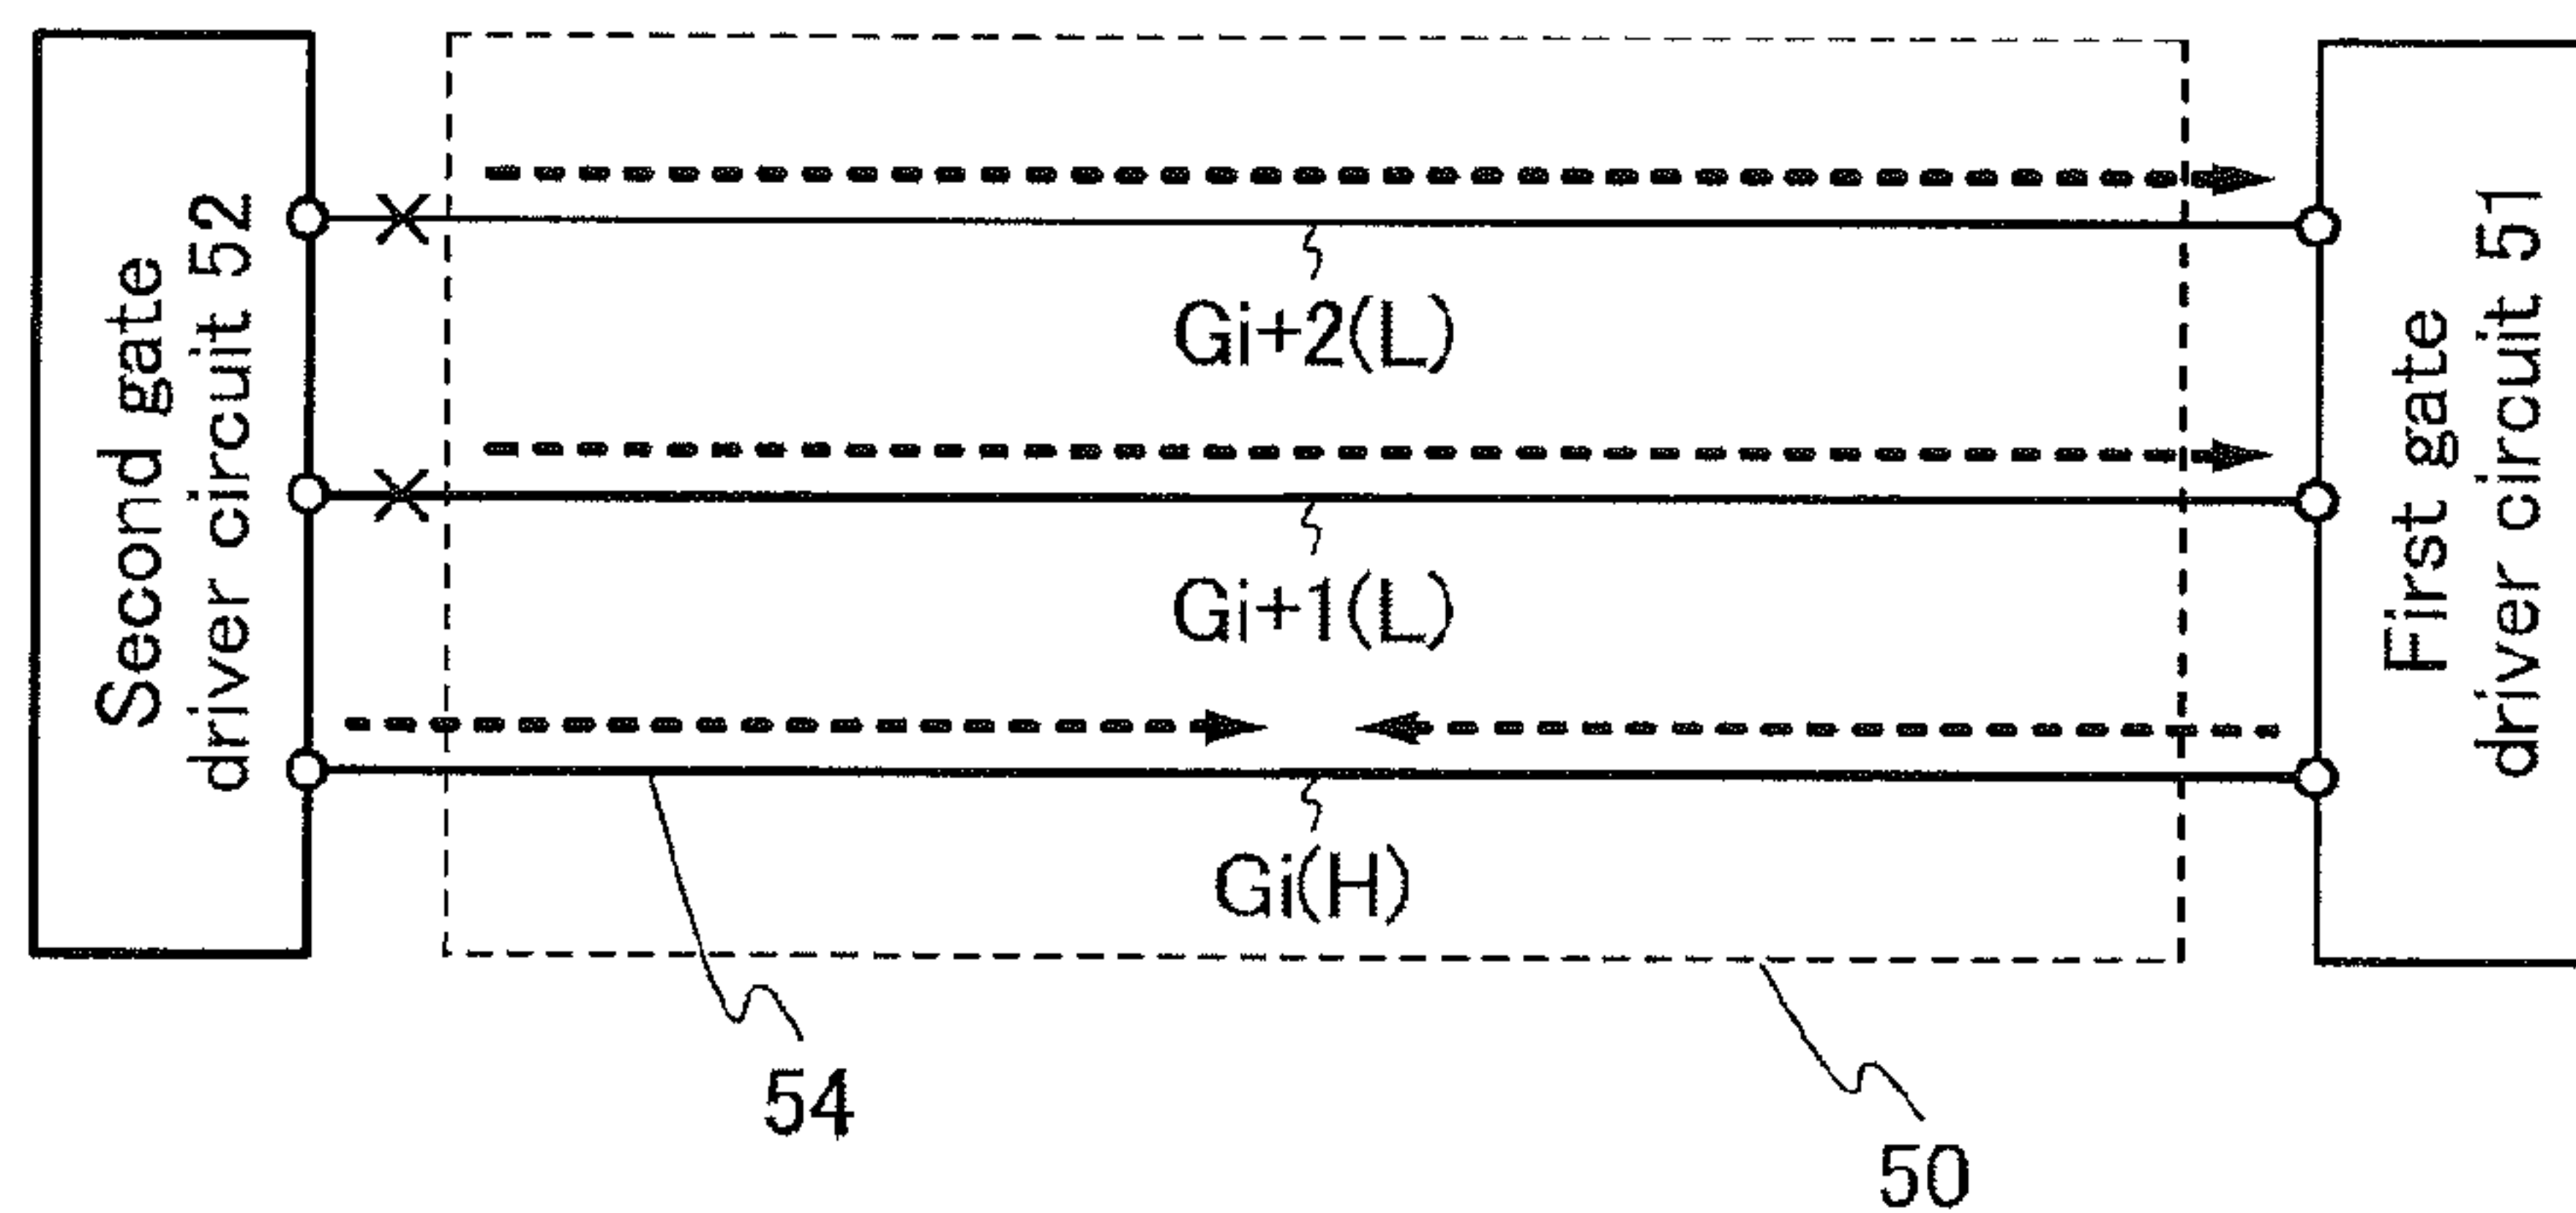 Second gate
driver circuit 52
Gi+2(L)
Gi+1(L)
Gi(H)
First gate
driver circuit 51
54
50